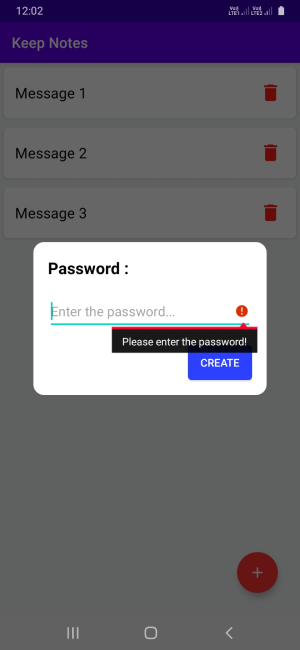 12:02
Vo) LTE1 Vo) LTE2
Keep Notes
Message 1
Message 2
Message 3
Password :
Enter the password...
Please enter the password!
CREATE